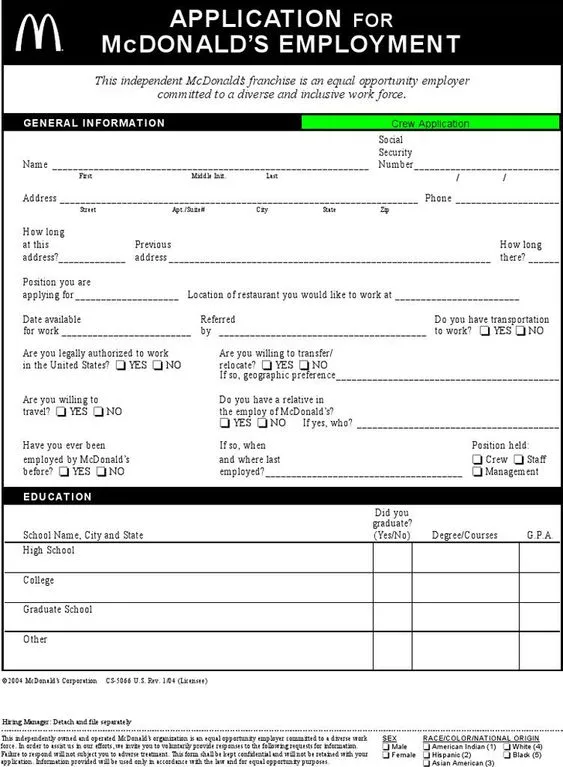 APPLICATION FOR
McDONALD'S EMPLOYMENT
This independent McDonald's franchise is an equal opportunity employer
committed to a diverse and inclusive work force.
GENERAL INFORMATION Crew Application
Social
Security
Name Number / /
First Middle Init. Last
Address Phone
Street Apt./Suite# City State Zip
How long
at this Previous How long
address? address there?
Position you are
applying for Location of restaurant you would like to work at
Date available Referred Do you have transportation
for work by to work? ❑ YES ❑ NO
Are you legally authorized to work Are you willing to transfer/
in the United States? ❑ YES ❑ NO relocate? ❑ YES ❑ NO
If so, geographic preference
Are you willing to Do you have a relative in
travel? ❑ YES ❑ NO the employ of McDonald's?
❑ YES ❑ NO If yes, who?
Have you ever been If so, when Position held:
employed by McDonald's and where last ❑ Crew ❑ Staff
before? ❑ YES ❑ NO employed? ❑ Management
EDUCATION
Did you
graduate?
School Name, City and State (Yes/No) Degree/Courses G.P.A.
High School
College
Graduate School
Other
©2004 McDonald's Corporation CS-5066 U.S. Rev. 1/04 (Licensee)
Hiring Manager: Detach and file separately
This independently owned and operated McDonald's organization is an equal opportunity employer committed to a diverse work
force. In order to assist us in our efforts, we invite you to voluntarily provide responses to the following requests for information.
Failure to respond will not subject you to adverse treatment. This form shall be kept confidential and will not be retained with your
application. Information provided will be used only in accordance with the law and for equal opportunity purposes.
SEX RACE/COLOR/NATIONAL ORIGIN
❑ Male ❑ American Indian (1) ❑ White (4)
❑ Female ❑ Hispanic (2) ❑ Black (5)
❑ Asian American (3)